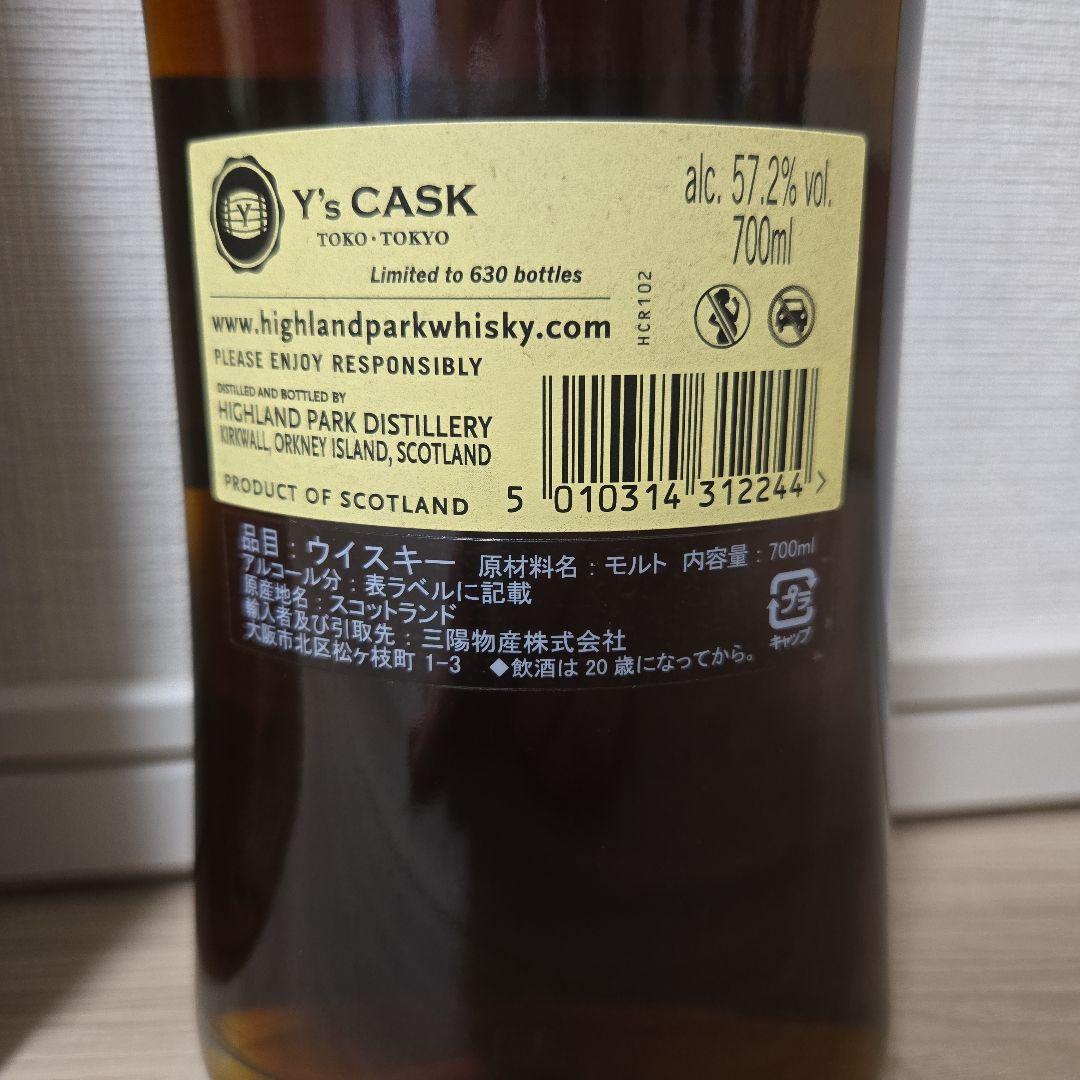 Y
Y's CASK
TOKO・TOKYO
Limited to 630 bottles
alc. 57.2% vol.
700ml
HCR102
www.highlandparkwhisky.com
PLEASE ENJOY RESPONSIBLY
DISTILLED AND BOTTLED BY
HIGHLAND PARK DISTILLERY
KIRKWALL, ORKNEY ISLAND, SCOTLAND
PRODUCT OF SCOTLAND
5 010314 312244 >
品目：ウイスキー 原材料名：モルト 内容量：700ml
アルコール分：表ラベルに記載
原産地名：スコットランド
輸入者及び引取先：三陽物産株式会社
大阪市北区松ヶ枝町 1-3 ◆飲酒は 20 歳になってから。
プラ
キャップ